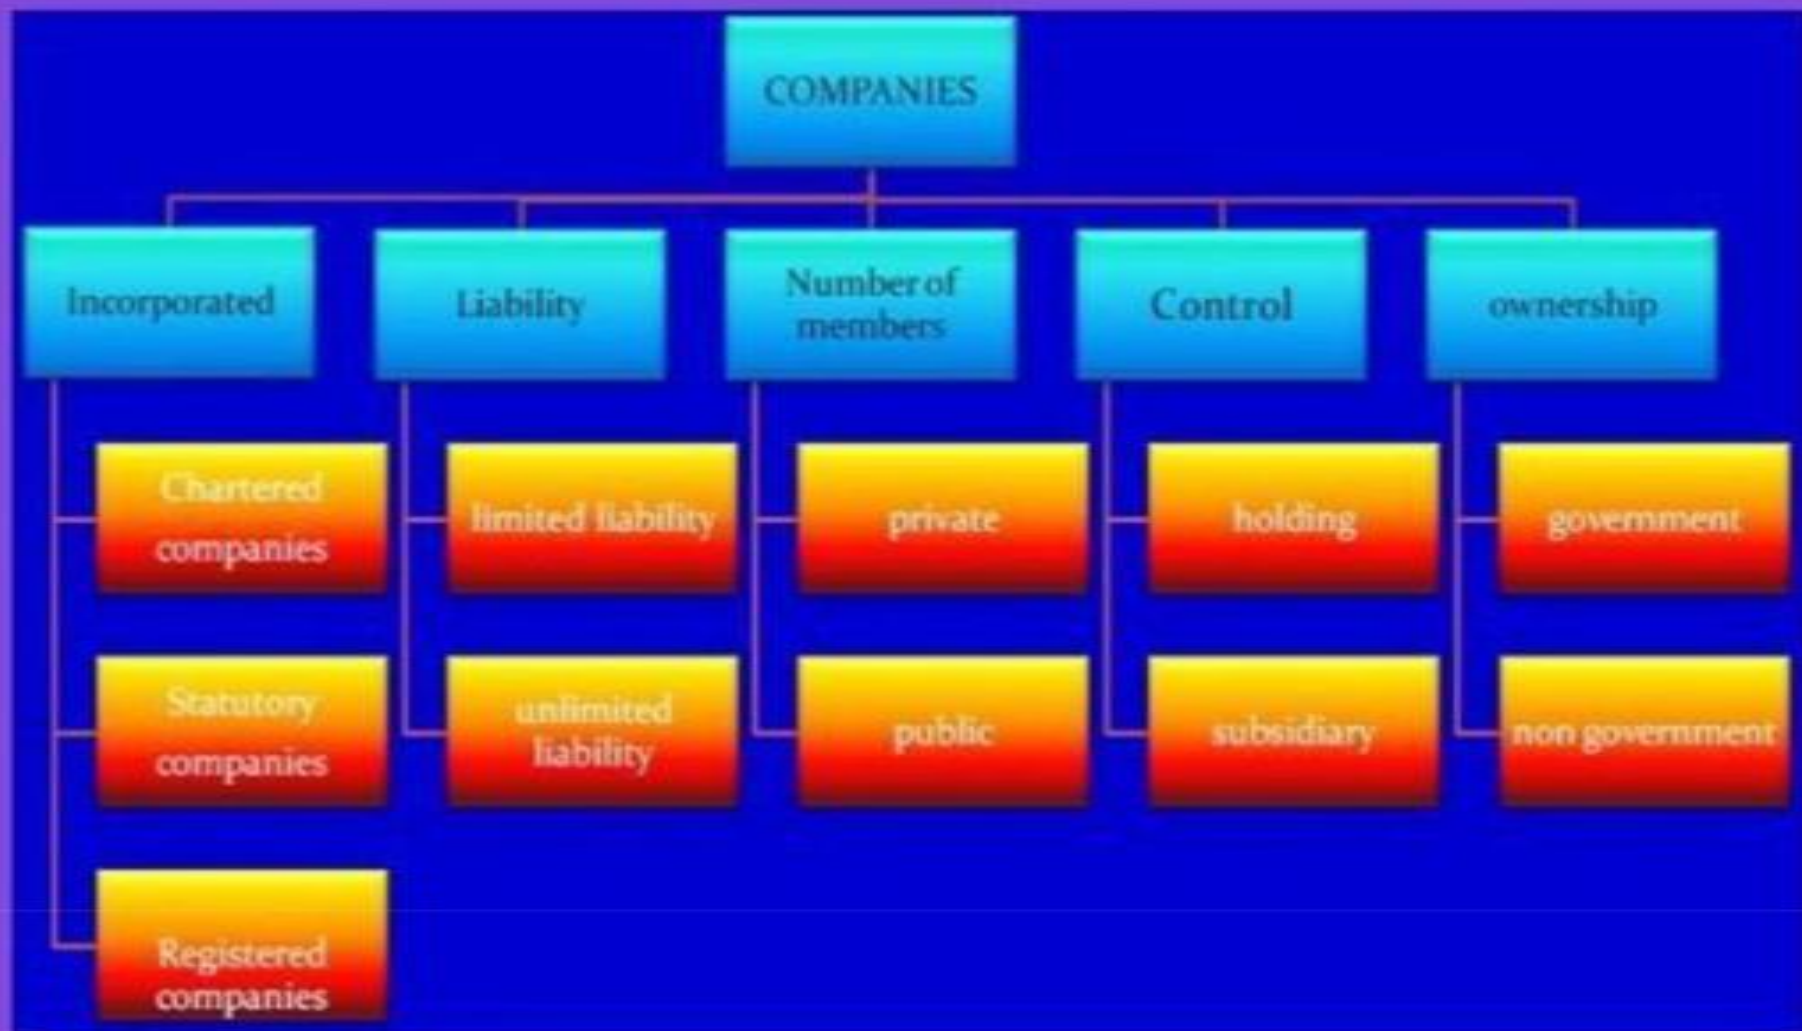 COMPANIES
Incorporated
Liability
Number of
members
Control
ownership
Chartered
companies
limited liability
private
holding
government
Statutory
companies
unlimited
liability
public
subsidiary
non government
Registered
companies